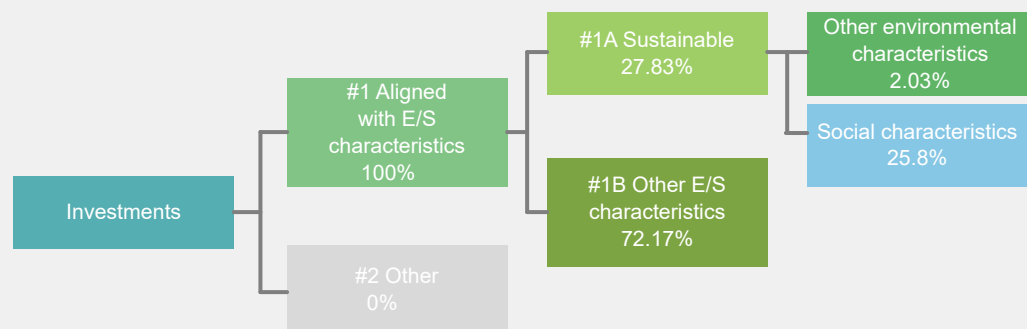 Investments
#1 Aligned
with E/S
characteristics
100%
#2 Other
0%
#1A Sustainable
27.83%
#1B Other E/S
characteristics
72.17%
Other environmental
characteristics
2.03%
Social characteristics
25.8%